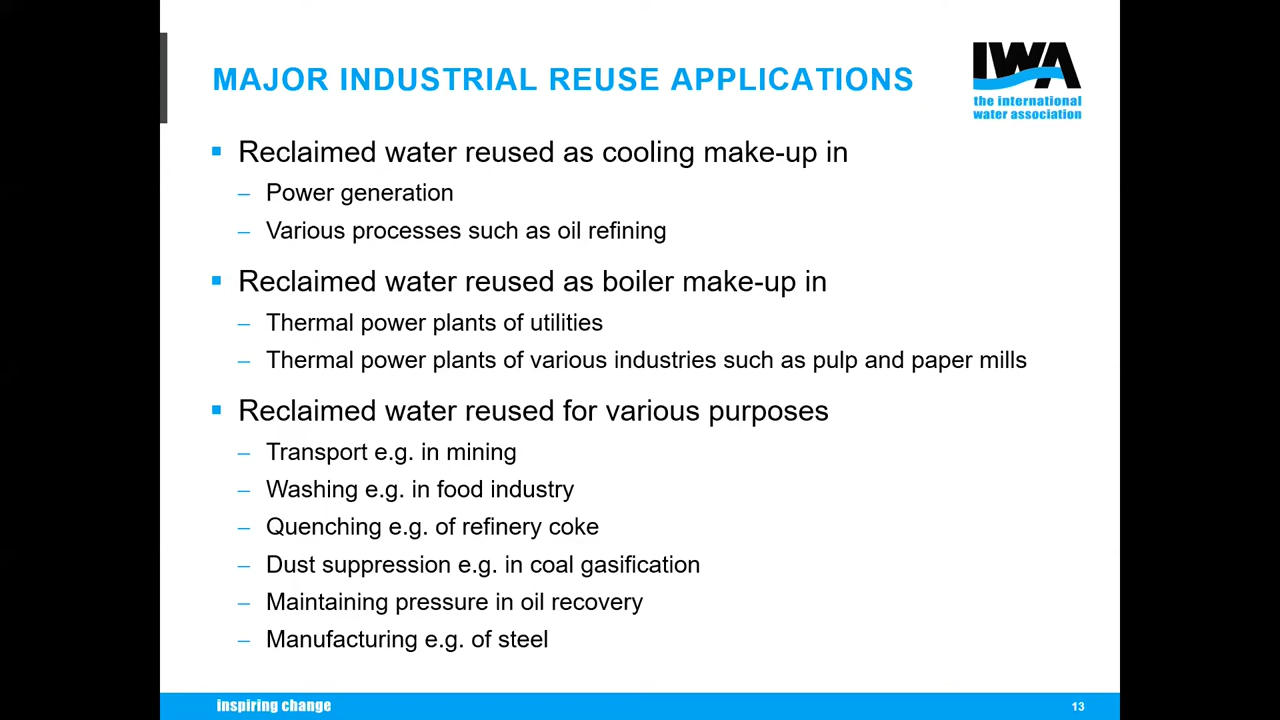 MAJOR INDUSTRIAL REUSE APPLICATIONS
IWA
the international
water association
Reclaimed water reused as cooling make-up in
– Power generation
– Various processes such as oil refining
Reclaimed water reused as boiler make-up in
– Thermal power plants of utilities
– Thermal power plants of various industries such as pulp and paper mills
Reclaimed water reused for various purposes
– Transport e.g. in mining
– Washing e.g. in food industry
– Quenching e.g. of refinery coke
– Dust suppression e.g. in coal gasification
– Maintaining pressure in oil recovery
– Manufacturing e.g. of steel
inspiring change
13